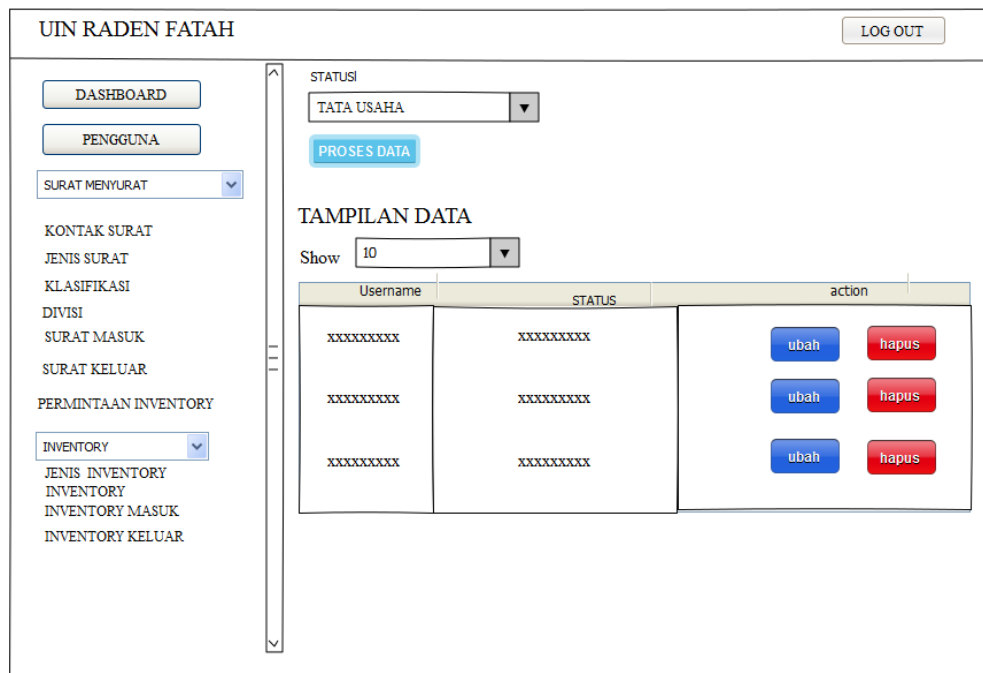 UIN RADEN FATAH
LOG OUT
DASHBOARD
PENGGUNA
SURAT MENYURAT
KONTAK SURAT
JENIS SURAT
KLASIFIKASI
DIVISI
SURAT MASUK
SURAT KELUAR
PERMINTAAN INVENTORY
INVENTORY
JENIS INVENTORY
INVENTORY
INVENTORY MASUK
INVENTORY KELUAR
STATUSl
TATA USAHA
PROSES DATA
TAMPILAN DATA
Show 10
Username STATUS action
xxxxxxxxx xxxxxxxxx ubah hapus
xxxxxxxxx xxxxxxxxx ubah hapus
xxxxxxxxx xxxxxxxxx ubah hapus